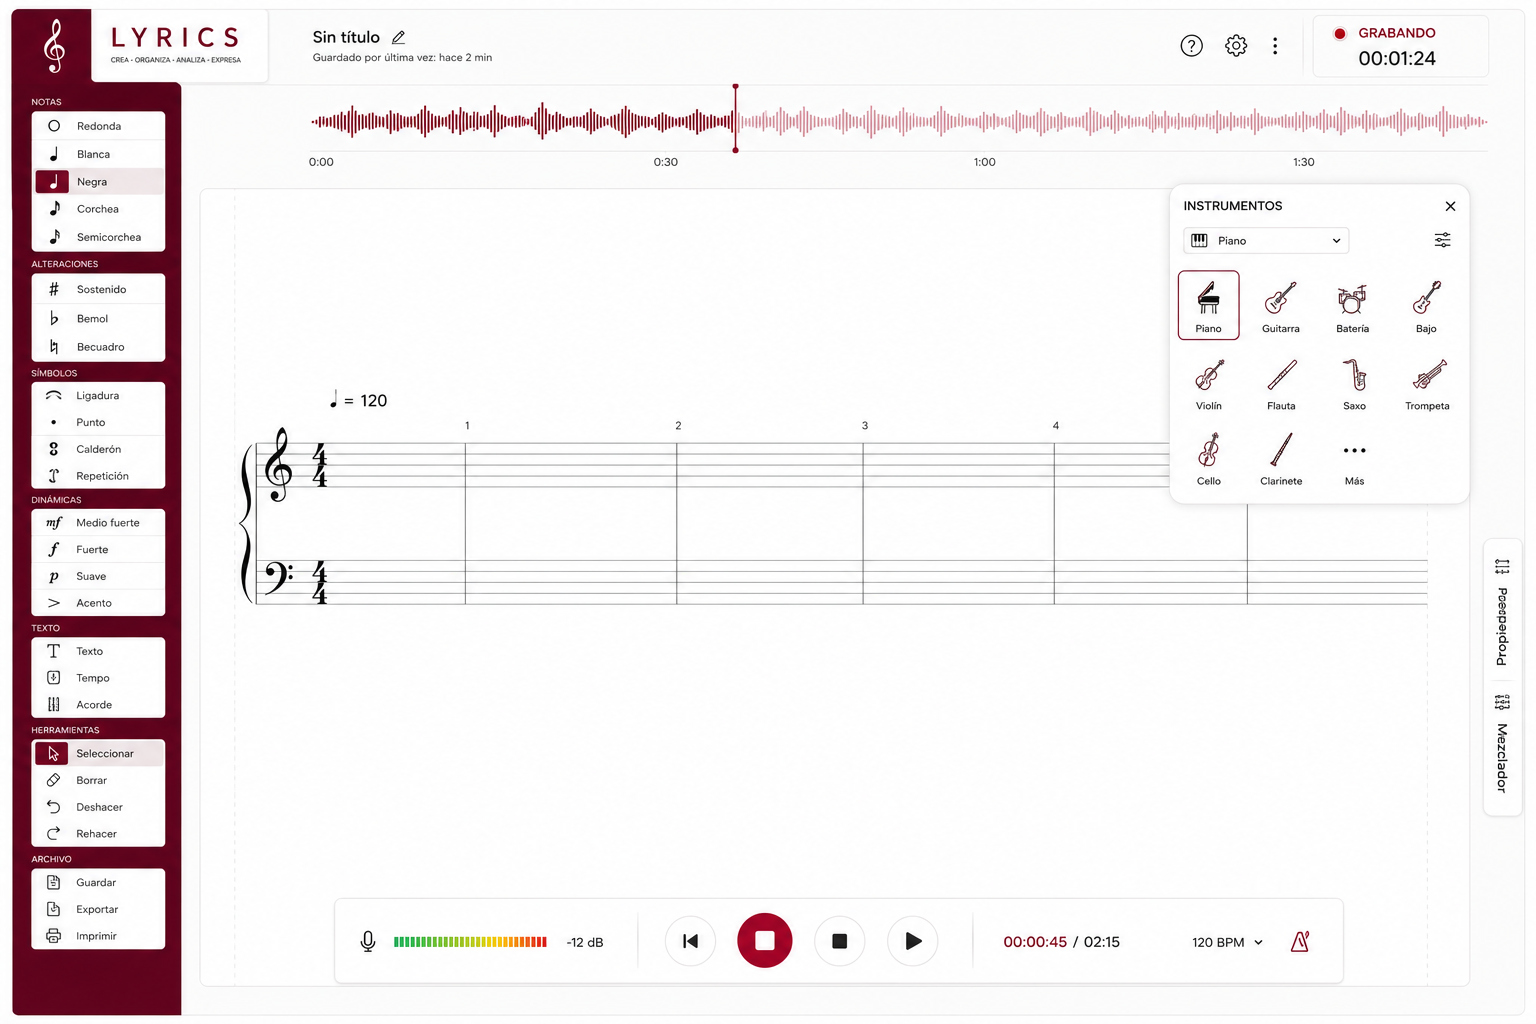 LYRICS
CREA • ORGANIZA • ANALIZA • EXPRESA
Sin título
Guardado por última vez: hace 2 min
GRABANDO
00:01:24
0:00
0:30
1:00
1:30
NOTAS
Redonda
Blanca
Negra
Corchea
Semicorchea
ALTERACIONES
Sostenido
Bemol
Becuadro
SÍMBOLOS
Ligadura
Punto
Calderón
Repetición
DINÁMICAS
mf Medio fuerte
f Fuerte
p Suave
> Acento
TEXTO
T Texto
Tempo
Acorde
HERRAMIENTAS
Seleccionar
Borrar
Deshacer
Rehacer
ARCHIVO
Guardar
Exportar
Imprimir
= 120
1
2
3
4
4
4
4
4
INSTRUMENTOS
Piano
Piano
Guitarra
Batería
Bajo
Violín
Flauta
Saxo
Trompeta
Cello
Clarinete
Más
Mezclador
-12 dB
00:00:45 / 02:15
120 BPM